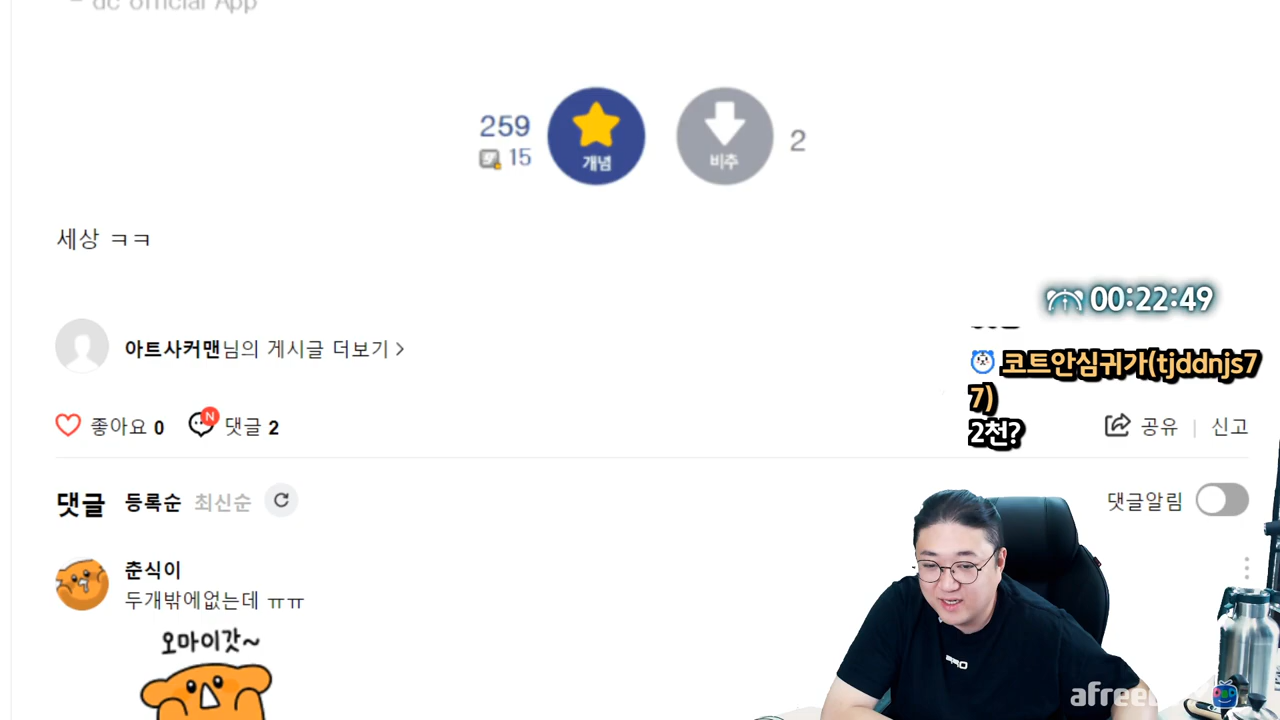 - dc official App
259
15
개념
비추
2
세상 ㅋㅋ
00:22:49
아트사커맨님의 게시글 더보기 >
코트안심귀가(tjddnjs7
7)
2천?
좋아요 0
N
댓글 2
공유 | 신고
댓글 등록순 최신순
댓글알림
춘식이
두개밖에없는데 ㅠㅠ
오마이갓~